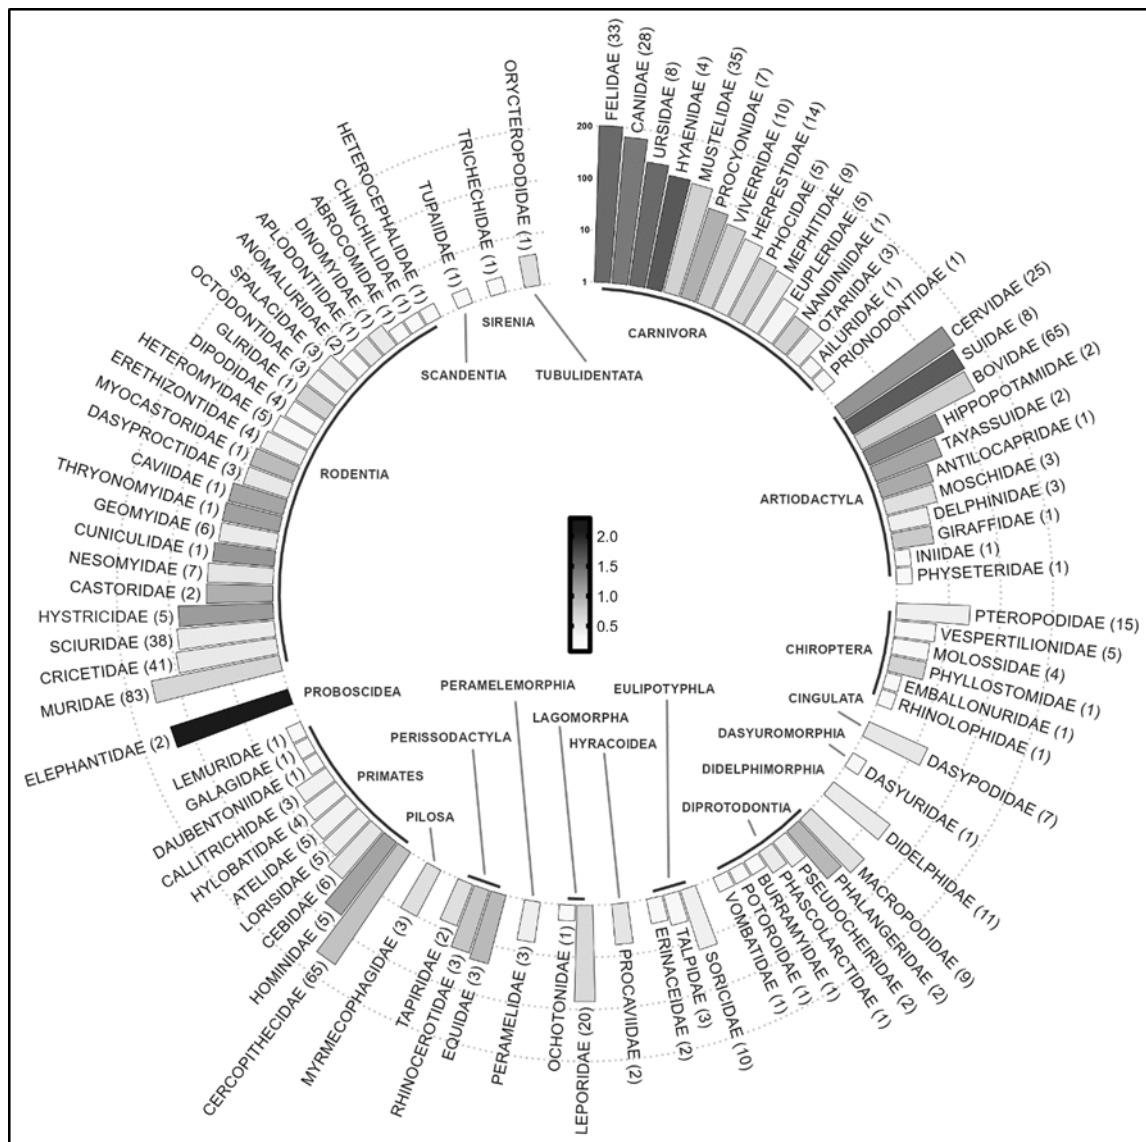 FELIDAE (33)
CANIDAE (28)
URSIDAE (8)
HYAENIDAE (4)
MUSTELIDAE (35)
PROCYONIDAE (7)
VIVERRIDAE (10)
HERPESTIDAE (14)
PHOCIDAE (5)
MEPHITIDAE (9)
EUPLERIDAE (5)
NANDINIIDAE (1)
OTARIIDAE (3)
AILURIDAE (1)
PRIONODONTIDAE (1)
200
100
10
1
CARNIVORA
CERVIDAE (25)
SUIDAE (8)
BOVIDAE (65)
HIPPOPOTAMIDAE (2)
TAYASSUIDAE (2)
ANTILOCAPRIDAE (1)
MOSCHIDAE (3)
DELPHINIDAE (3)
GIRAFFIDAE (1)
INIIDAE (1)
PHYSETERIDAE (1)
ARTIODACTYLA
PTEROPODIDAE (15)
VESPERTILIONIDAE (5)
MOLOSSIDAE (4)
PHYLLOSTOMIDAE (1)
EMBALLONURIDAE (1)
RHINOLOPHIDAE (1)
CHIROPTERA
CINGULATA
DASYPODIDAE (7)
DASYUROMORPHIA
DASYURIDAE (1)
DIDELPHIMORPHIA
DIDELPHIDAE (11)
DIPROTODONTIA
MACROPODIDAE (9)
PHALANGERIDAE (2)
PSEUDOCHEIRIDAE (2)
PHASCOLARCTIDAE (1)
BURRAMYIDAE (1)
POTOROIDAE (1)
VOMBATIDAE (1)
EULIPOTYPHLA
SORICIDAE (10)
TALPIDAE (3)
ERINACEIDAE (2)
HYRACOIDEA
PROCAVIIDAE (2)
LAGOMORPHA
LEPORIDAE (20)
OCHOTONIDAE (1)
PERAMELEMORPHIA
PERAMELIDAE (3)
PERISSODACTYLA
EQUIDAE (3)
RHINOCEROTIDAE (3)
TAPIRIDAE (2)
PILOSA
MYRMECOPHAGIDAE (3)
PRIMATES
CERCOPITHECIDAE (65)
HOMINIDAE (5)
CEBIDAE (6)
LORISIDAE (5)
ATELIDAE (5)
HYLOBATIDAE (4)
CALLITRICHIDAE (3)
DAUBENTONIIDAE (1)
GALAGIDAE (1)
LEMURIDAE (1)
PROBOSCIDEA
ELEPHANTIDAE (2)
RODENTIA
MURIDAE (83)
CRICETIDAE (41)
SCIURIDAE (38)
HYSTRICIDAE (5)
CASTORIDAE (2)
NESOMYIDAE (7)
CUNICULIDAE (1)
GEOMYIDAE (6)
THRYONOMYIDAE (1)
CAVIIDAE (1)
DASYPROCTIDAE (3)
MYOCASTORIDAE (1)
ERETHIZONTIDAE (4)
HETEROMYIDAE (5)
DIPODIDAE (4)
GLIRIDAE (1)
SPALACIDAE (3)
OCTODONTIDAE (3)
ANOMALURIDAE (2)
APLODONTIIDAE (1)
DINOMYIDAE (1)
ABROCOMIDAE (1)
CHINCHILLIDAE (1)
HETEROCEPHALIDAE (1)
SCANDENTIA
TUPAIIDAE (1)
SIRENIA
TRICHECHIDAE (1)
TUBULIDENTATA
ORYCTEROPODIDAE (1)
2.0
1.5
1.0
0.5